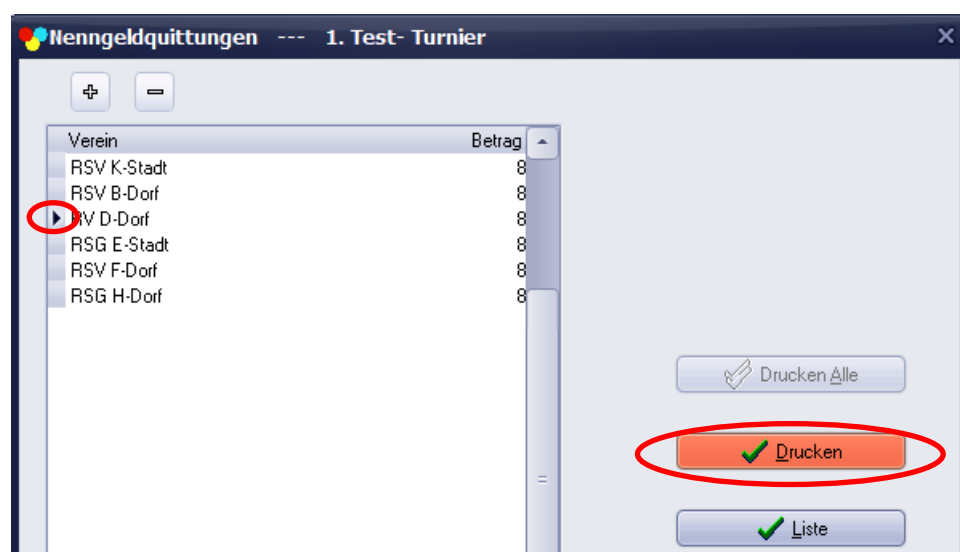 Nenngeldquittungen --- 1. Test- Turnier
Verein Betrag
RSV K-Stadt 8
RSV B-Dorf 8
RV D-Dorf 8
RSG E-Stadt 8
RSV F-Dorf 8
RSG H-Dorf 8
Drucken Alle
Drucken
Liste